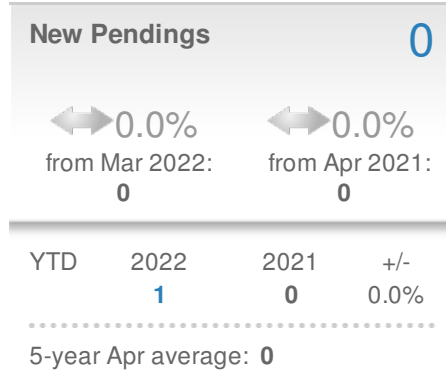 New Pendings 0
0.0% 0.0%
from Mar 2022: from Apr 2021:
0 0
YTD 2022 2021 +/-
1 0 0.0%
5-year Apr average: 0